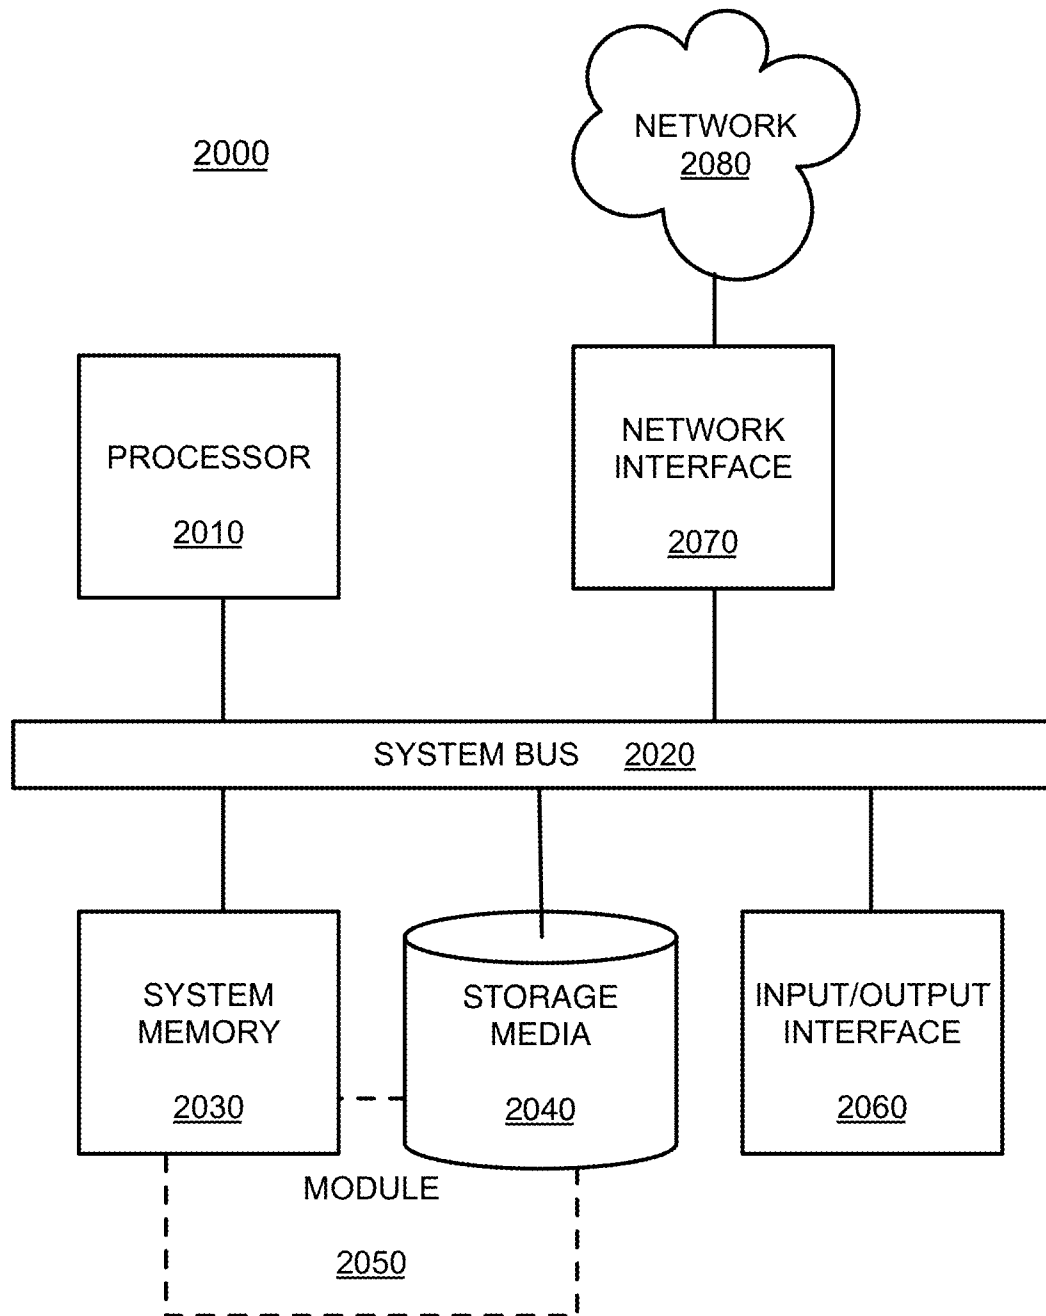 NETWORK
2080
2000
NETWORK
INTERFACE
2070
PROCESSOR
2010
SYSTEM BUS 2020
SYSTEM
MEMORY
2030
STORAGE
MEDIA
2040
INPUT/OUTPUT
INTERFACE
2060
MODULE
2050